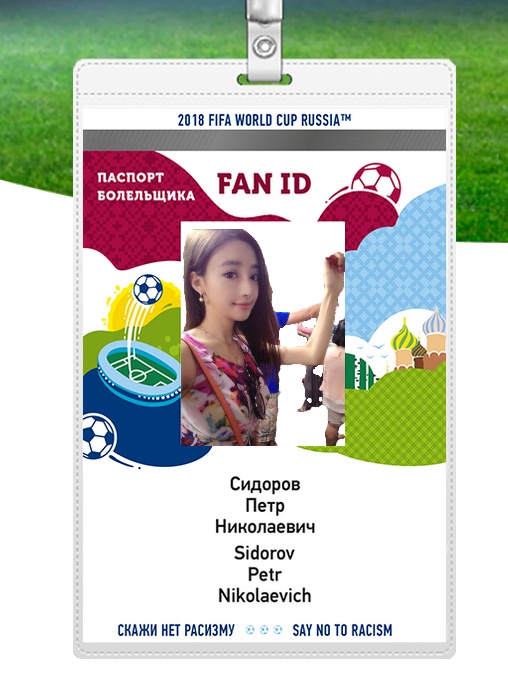 2018 FIFA WORLD CUP RUSSIA™
ПАСПОРТ
БОЛЕЛЬЩИКА
FAN ID
Сидоров
Петр
Николаевич
Sidorov
Petr
Nikolaevich
СКАЖИ НЕТ РАСИЗМУ SAY NO TO RACISM